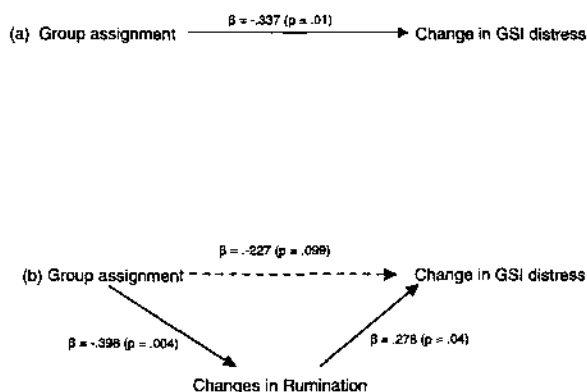 β = -.337 (p = .01)
(a) Group assignment
Change in GSI distress
β = .-227 (p = .099)
(b) Group assignment
Change in GSI distress
β = -.398 (p = .004)
β = .278 (p = .04)
Changes in Rumination